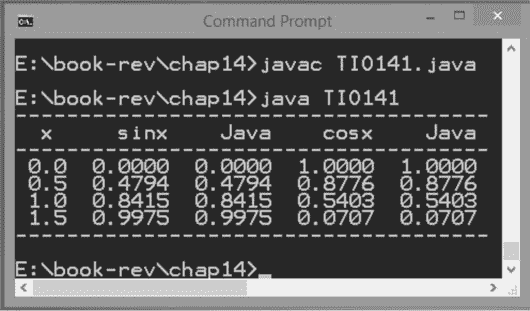 Command Prompt
E:\book-rev\chap14>javac TI0141.java
E:\book-rev\chap14>java TI0141
-----------------------------------------
x sinx Java cosx Java
-----------------------------------------
0.0 0.0000 0.0000 1.0000 1.0000
0.5 0.4794 0.4794 0.8776 0.8776
1.0 0.8415 0.8415 0.5403 0.5403
1.5 0.9975 0.9975 0.0707 0.0707
-----------------------------------------
E:\book-rev\chap14>_